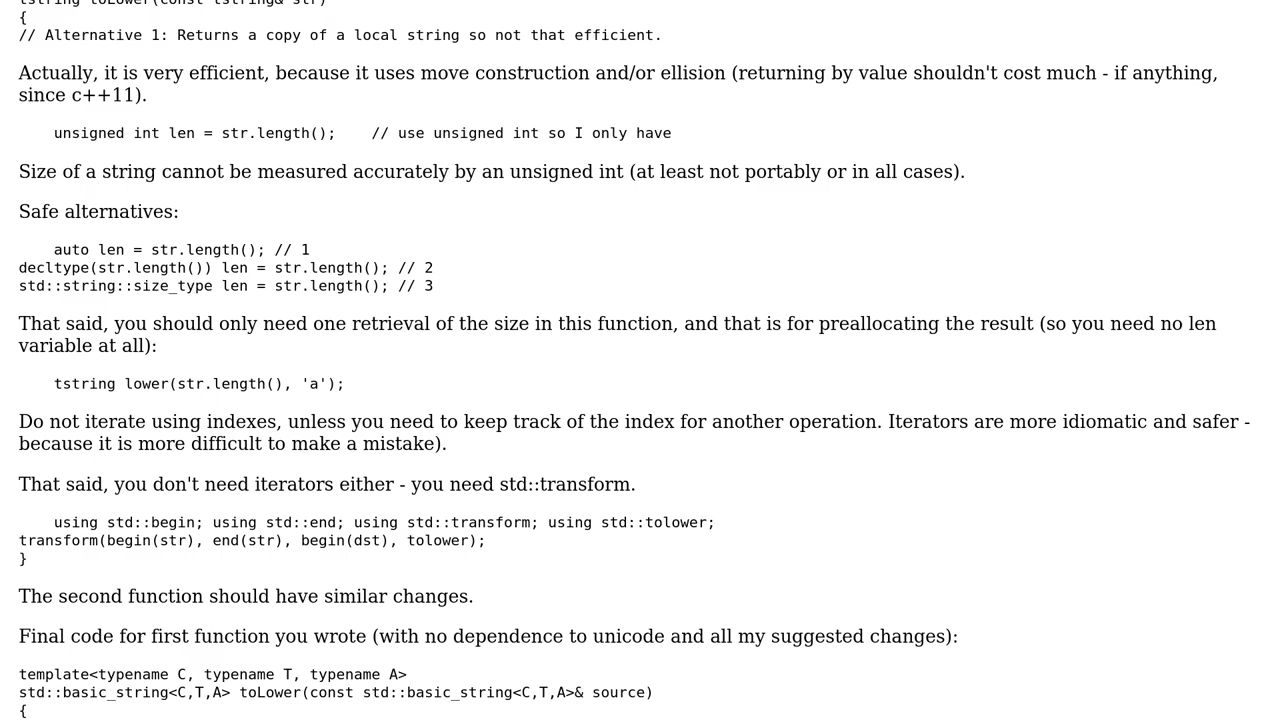 tstring toLower(const tstring& str)
{
// Alternative 1: Returns a copy of a local string so not that efficient.
Actually, it is very efficient, because it uses move construction and/or ellision (returning by value shouldn't cost much - if anything,
since c++11).
unsigned int len = str.length();    // use unsigned int so I only have
Size of a string cannot be measured accurately by an unsigned int (at least not portably or in all cases).
Safe alternatives:
auto len = str.length(); // 1
decltype(str.length()) len = str.length(); // 2
std::string::size_type len = str.length(); // 3
That said, you should only need one retrieval of the size in this function, and that is for preallocating the result (so you need no len
variable at all):
tstring lower(str.length(), 'a');
Do not iterate using indexes, unless you need to keep track of the index for another operation. Iterators are more idiomatic and safer -
because it is more difficult to make a mistake).
That said, you don't need iterators either - you need std::transform.
using std::begin; using std::end; using std::transform; using std::tolower;
transform(begin(str), end(str), begin(dst), tolower);
}
The second function should have similar changes.
Final code for first function you wrote (with no dependence to unicode and all my suggested changes):
template<typename C, typename T, typename A>
std::basic_string<C,T,A> toLower(const std::basic_string<C,T,A>& source)
{